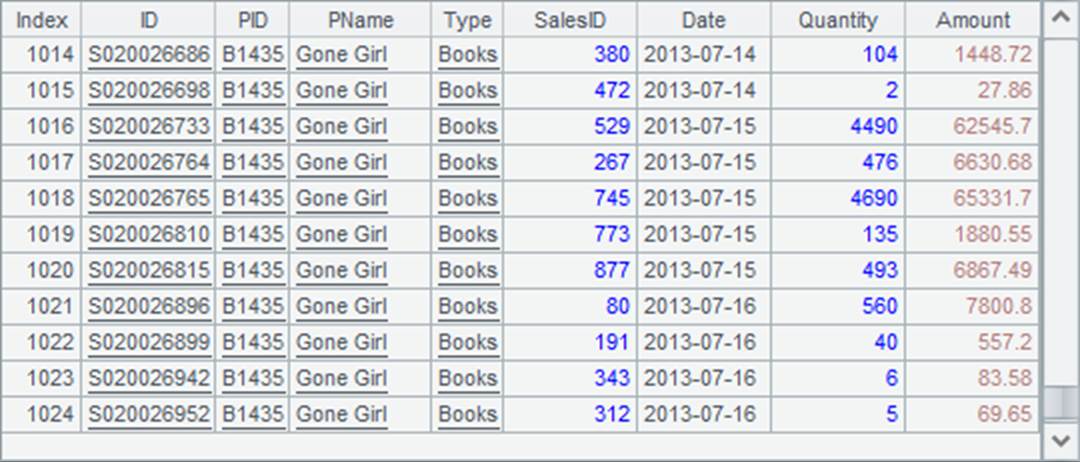 Index ID PID PName Type SalesID Date Quantity Amount
1014 S020026686 B1435 Gone Girl Books 380 2013-07-14 104 1448.72
1015 S020026698 B1435 Gone Girl Books 472 2013-07-14 2 27.86
1016 S020026733 B1435 Gone Girl Books 529 2013-07-15 4490 62545.7
1017 S020026764 B1435 Gone Girl Books 267 2013-07-15 476 6630.68
1018 S020026765 B1435 Gone Girl Books 745 2013-07-15 4690 65331.7
1019 S020026810 B1435 Gone Girl Books 773 2013-07-15 135 1880.55
1020 S020026815 B1435 Gone Girl Books 877 2013-07-15 493 6867.49
1021 S020026896 B1435 Gone Girl Books 80 2013-07-16 560 7800.8
1022 S020026899 B1435 Gone Girl Books 191 2013-07-16 40 557.2
1023 S020026942 B1435 Gone Girl Books 343 2013-07-16 6 83.58
1024 S020026952 B1435 Gone Girl Books 312 2013-07-16 5 69.65